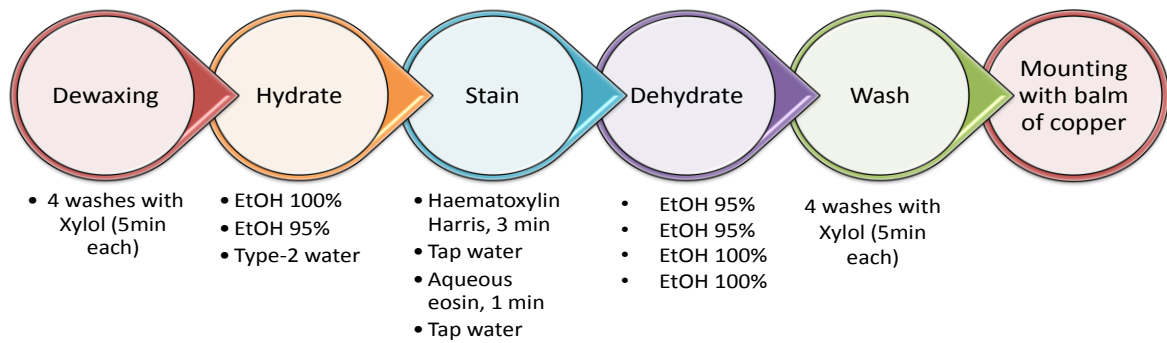 Dewaxing
• 4 washes with
Xylol (5min
each)
Hydrate
• EtOH 100%
• EtOH 95%
• Type-2 water
Stain
• Haematoxylin
Harris, 3 min
• Tap water
• Aqueous
eosin, 1 min
• Tap water
Dehydrate
• EtOH 95%
• EtOH 95%
• EtOH 100%
• EtOH 100%
Wash
4 washes with
Xylol (5min
each)
Mounting
with balm
of copper